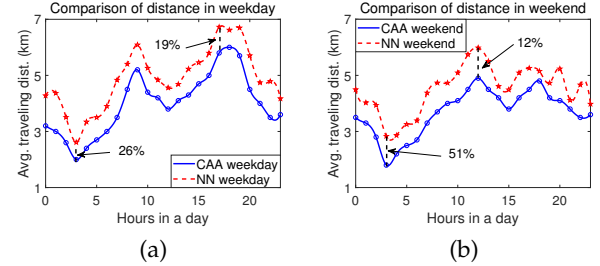 Comparison of distance in weekday
Avg. traveling dist. (km)
7
5
3
1
19%
26%
CAA weekday
NN weekday
0 5 10 15 20
Hours in a day
(a)
Comparison of distance in weekend
Avg. traveling dist. (km)
7
5
3
1
CAA weekend
NN weekend
12%
51%
0 5 10 15 20
Hours in a day
(b)